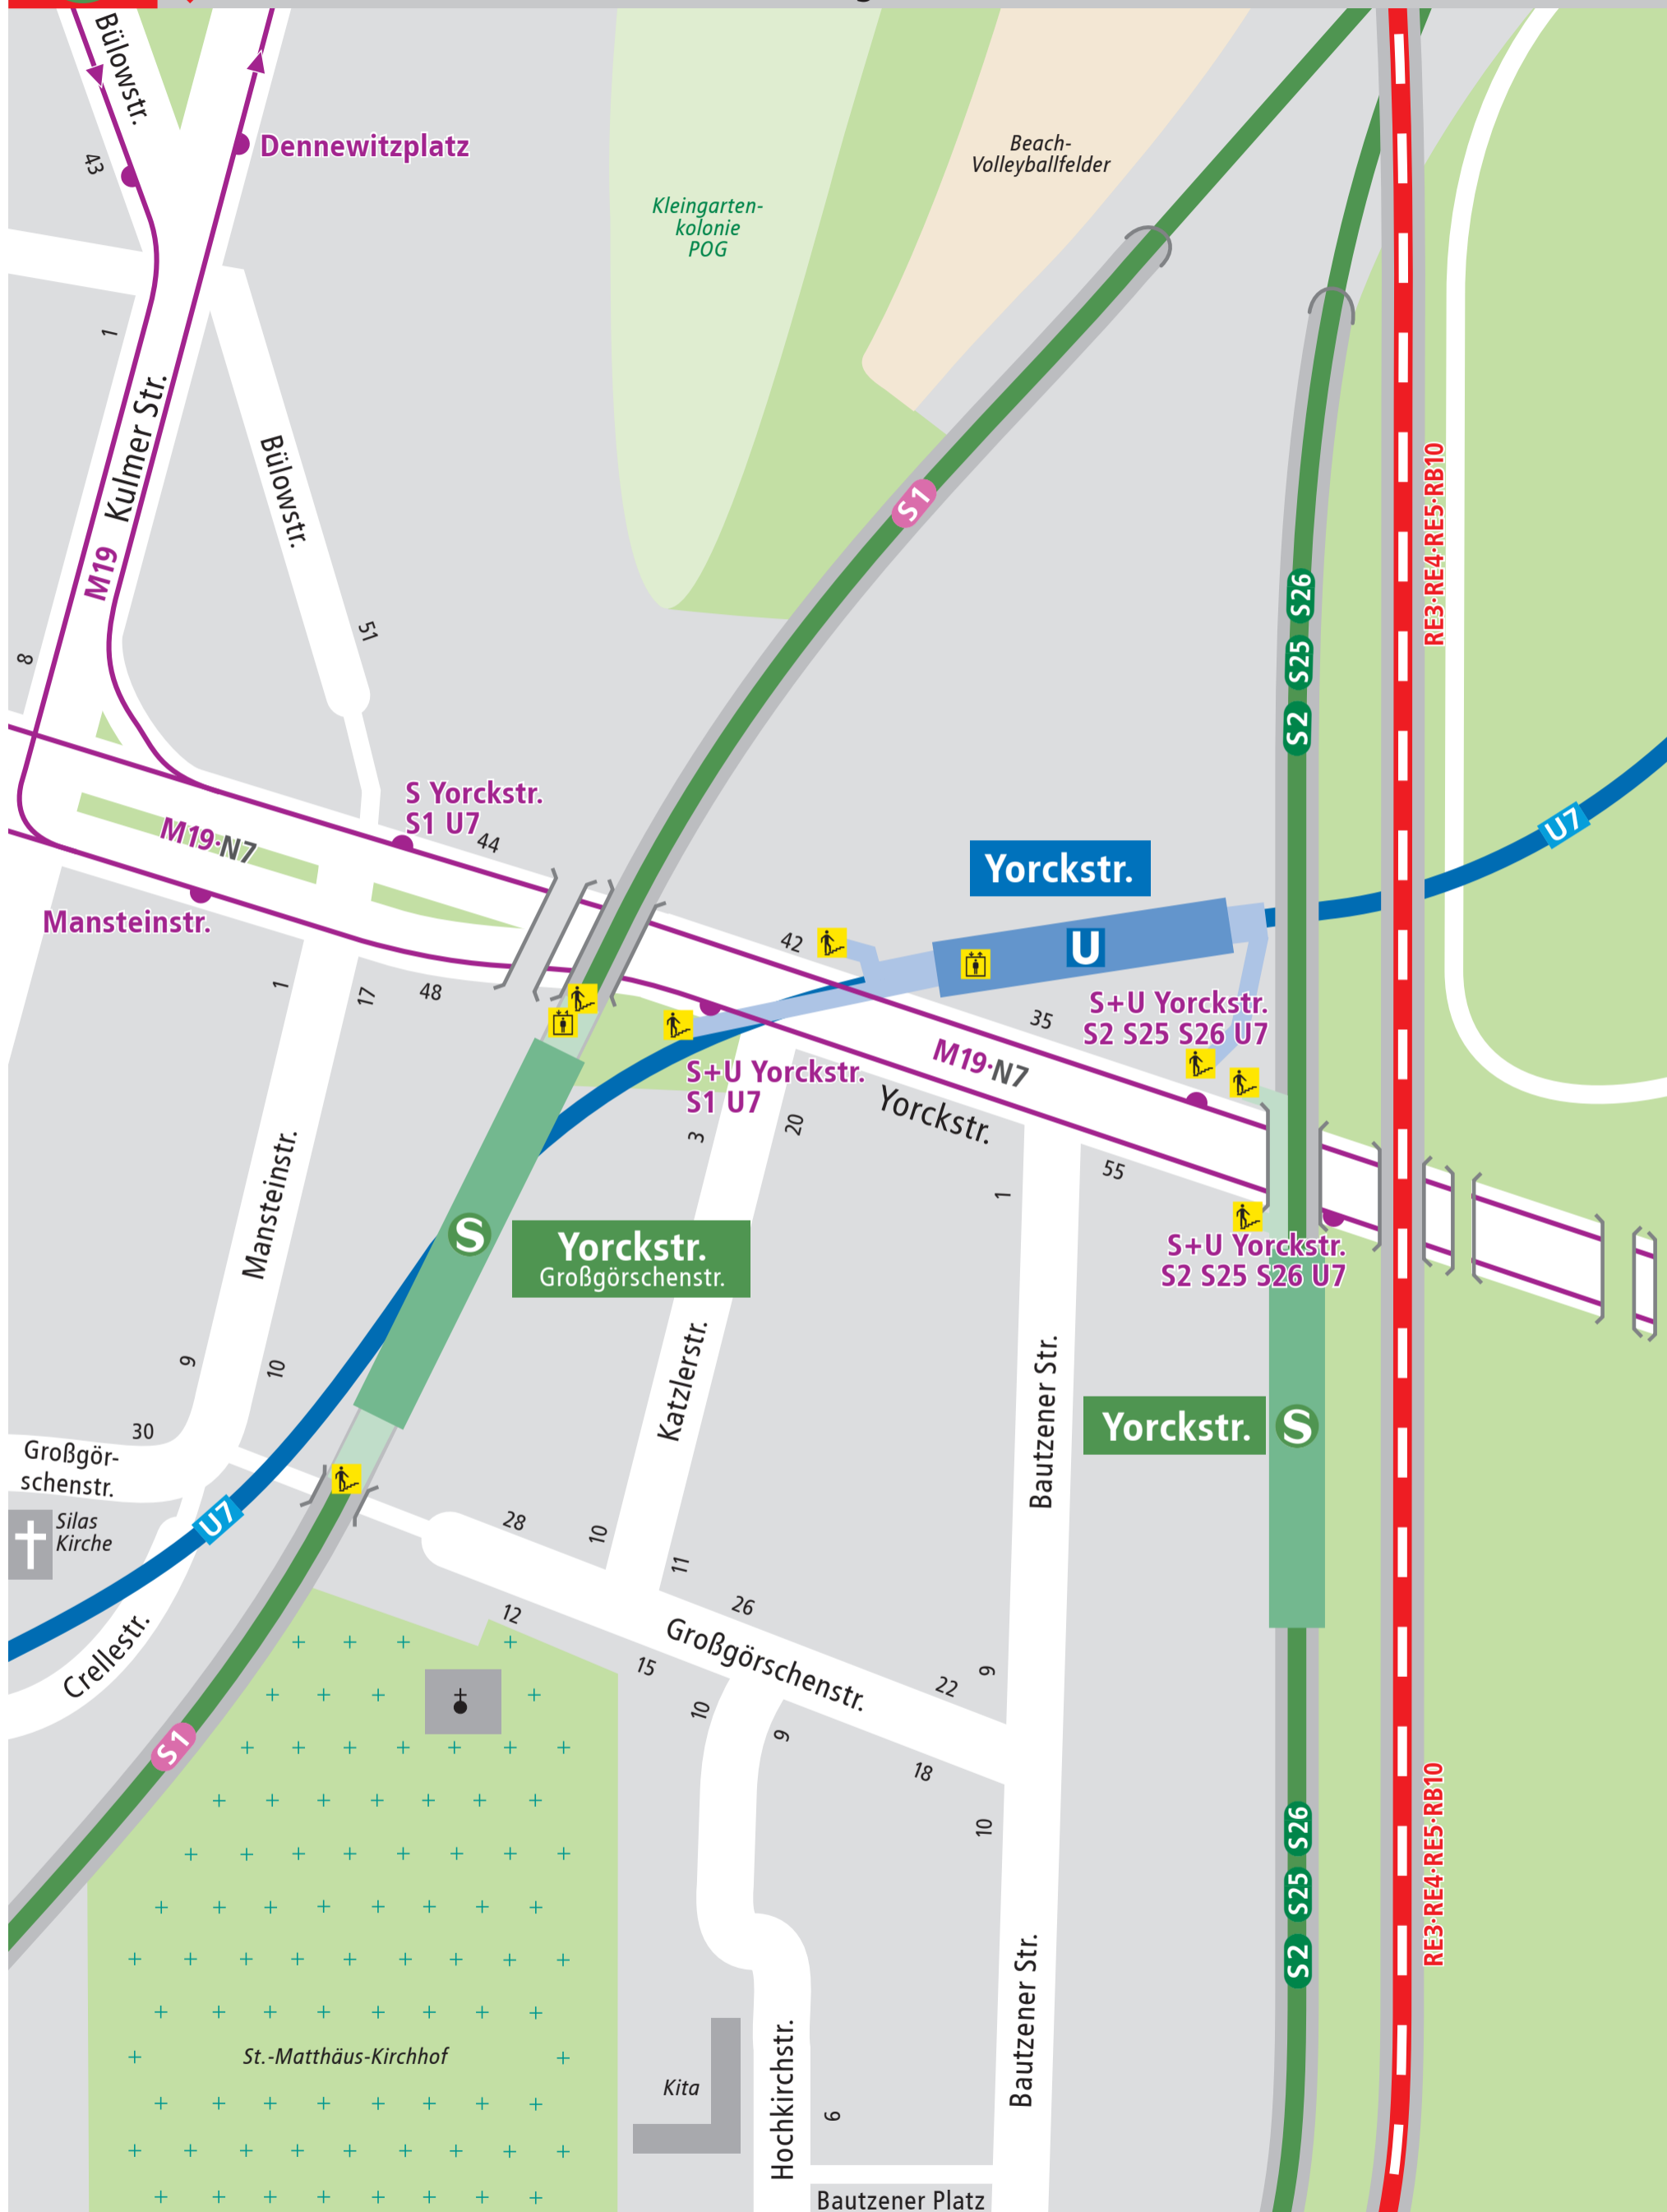 Bülowstr.
43
Dennewitzplatz
Kleingarten-
kolonie
POG
Beach-
Volleyballfelder
1
Kulmer Str.
M19
Bülowstr.
51
8
S1
S26
S25
S2
RE3·RE4·RE5·RB10
U7
S Yorckstr.
S1 U7
44
M19·N7
Mansteinstr.
Yorckstr.
U
42
35
S+U Yorckstr.
S2 S25 S26 U7
1
17
48
M19·N7
Yorckstr.
S+U Yorckstr.
S1 U7
3
20
55
1
Mansteinstr.
S
Yorckstr.
Großgörschenstr.
S+U Yorckstr.
S2 S25 S26 U7
9
10
Katzlerstr.
Bautzener Str.
Yorckstr.
S
30
Großgör-
schenstr.
Silas
Kirche
U7
28
10
11
12
26
Großgörschenstr.
15
22
9
10
9
18
10
Crellestr.
S1
S26
S25
S2
RE3·RE4·RE5·RB10
St.-Matthäus-Kirchhof
Kita
Hochkirchstr.
6
Bautzener Str.
Bautzener Platz